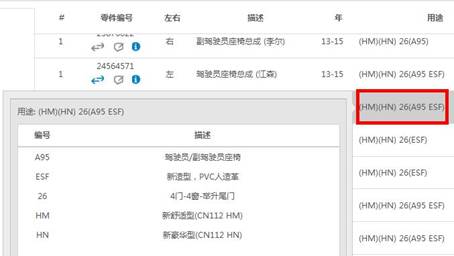 # 零件编号 左右 描述 年 用途
1 右 副驾驶员座椅总成 (李尔) 13-15 (HM)(HN) 26(A95)
24564571
1 左 驾驶员座椅总成 (江森) 13-15 (HM)(HN) 26(A95 ESF)
(HM)(HN) 26(A95 ESF)
用途: (HM)(HN) 26(A95 ESF)
编号 描述
(HM)(HN) 26(ESF)
A95 驾驶员/副驾驶员座椅
(HM)(HN) 26(A95 ESF)
ESF 新造型，PVC人造革
26 4门-4窗-举升尾门
(HM)(HN) 26(ESF)
HM 新舒适型(CN112 HM)
HN 新豪华型(CN112 HN)
(HM)(HN) 26(A95 ESF)